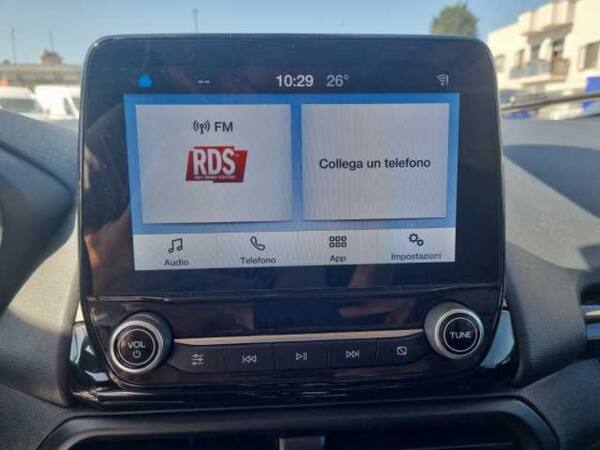 -- 10:29 26°
FM
RDS
Collega un telefono
Audio Telefono App Impostazioni
VOL TUNE